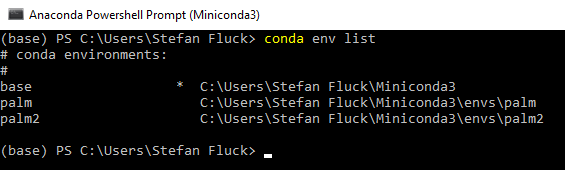 Anaconda Powershell Prompt (Miniconda3)
(base) PS C:\Users\Stefan Fluck> conda env list
# conda environments:
#
base                  *  C:\Users\Stefan Fluck\Miniconda3
palm                     C:\Users\Stefan Fluck\Miniconda3\envs\palm
palm2                    C:\Users\Stefan Fluck\Miniconda3\envs\palm2
(base) PS C:\Users\Stefan Fluck>